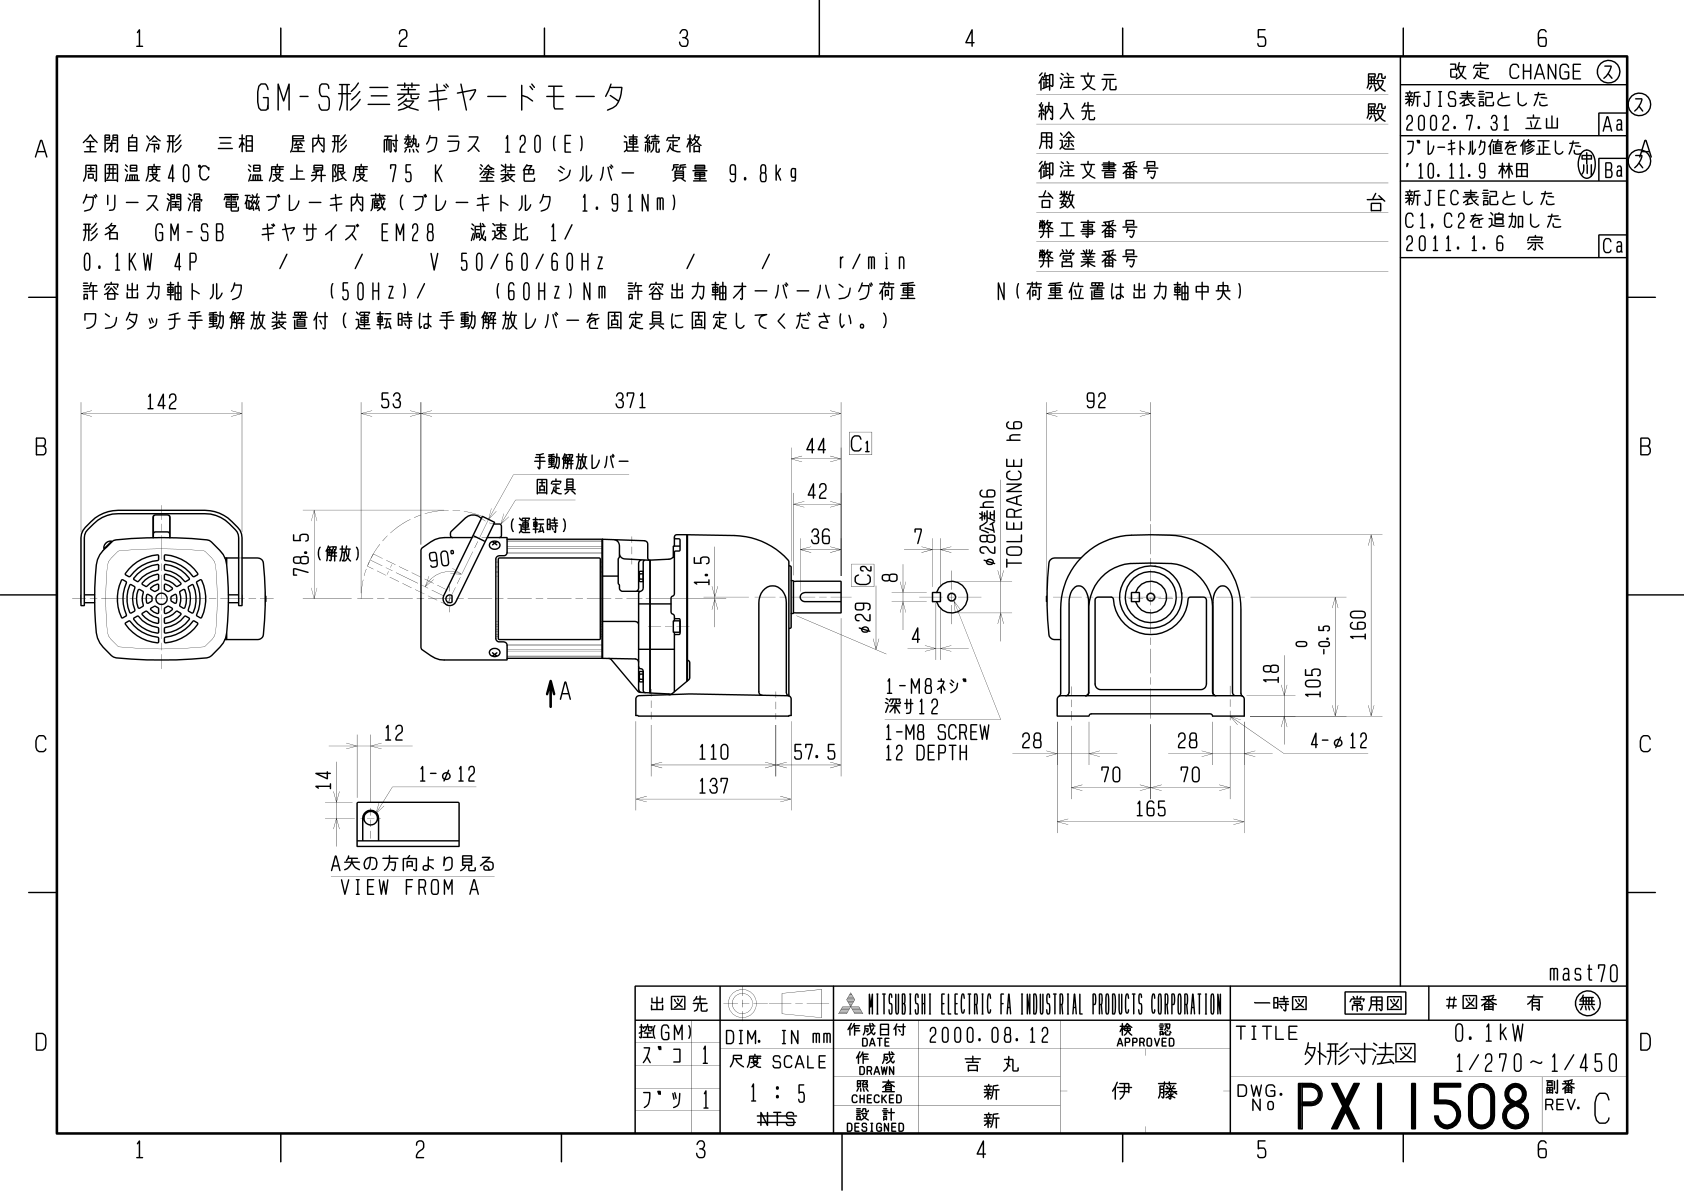 1 2 3 4 5 6
A
B
C
D
GM-S形三菱ギヤードモータ
全閉自冷形 三相 屋内形 耐熱クラス 120(E) 連続定格
周囲温度40℃ 温度上昇限度 75 K 塗装色 シルバー 質量 9.8kg
グリース潤滑 電磁ブレーキ内蔵(ブレーキトルク 1.91Nm)
形名 GM-SB ギヤサイズ EM28 減速比 1/
0.1KW 4P / / V 50/60/60Hz / / r/min
許容出力軸トルク (50Hz)/ (60Hz)Nm 許容出力軸オーバーハング荷重 N(荷重位置は出力軸中央)
ワンタッチ手動解放装置付(運転時は手動解放レバーを固定具に固定してください。)
御注文元 殿
納入先 殿
用途
御注文書番号
台数 台
弊工事番号
弊営業番号
改定 CHANGE ス
新JIS表記とした
2002.7.31 立山 Aa
ス
ブレーキトルク値を修正した
'10.11.9 林田 Ba
ス
新JEC表記とした
C1,C2を追加した
2011.1.6 宗 Ca
A
B
C
D
142
53
371
44
C1
42
36
手動解放レバー
固定具
(運転時)
78.5
(解放)
90°
1.5
C2
φ29
A
110
57.5
137
7
8
4
φ28公差h6
TOLERANCE h6
1-M8ネジ
深サ12
1-M8 SCREW
12 DEPTH
92
160
105 0 -0.5
18
28
28
4-φ12
70
70
165
12
14
1-φ12
A矢の方向より見る
VIEW FROM A
mast70
出図先
控(GM)
ズコ 1
ブツ 1
DIM. IN mm
尺度 SCALE
1 : 5
NTS
MITSUBISHI ELECTRIC FA INDUSTRIAL PRODUCTS CORPORATION
作成日付
DATE
2000.08.12
作成
DRAWN
吉丸
照査
CHECKED
新
設計
DESIGNED
新
検認
APPROVED
伊藤
一時図 常用図 #図番 有 無
TITLE
外形寸法図
0.1kW
1/270~1/450
DWG.
No
PX11508
副番
REV. C
1 2 3 4 5 6